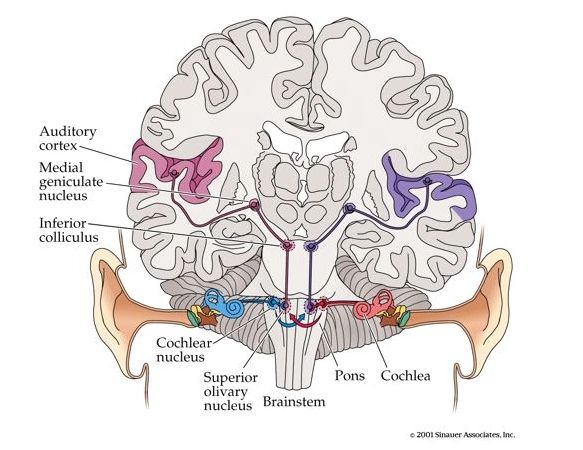 Auditory
cortex
Medial
geniculate
nucleus
Inferior
colliculus
Cochlear
nucleus
Superior
olivary
nucleus
Brainstem
Pons
Cochlea
© 2001 Sinauer Associates, Inc.